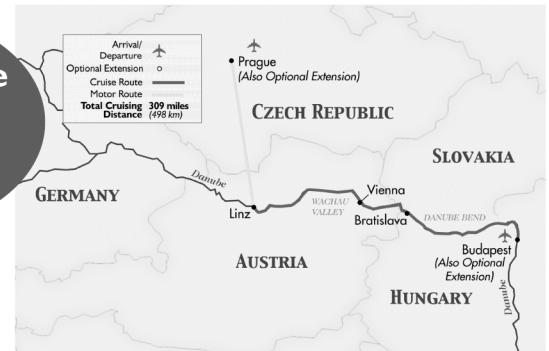 e
Arrival/
Departure
Optional Extension
Cruise Route
Motor Route
Total Cruising 309 miles
Distance (498 km)
Prague
(Also Optional Extension)
CZECH REPUBLIC
SLOVAKIA
GERMANY
Danube
Linz
WACHAU
VALLEY
Vienna
Bratislava
DANUBE BEND
Budapest
(Also Optional
Extension)
AUSTRIA
HUNGARY
Danube